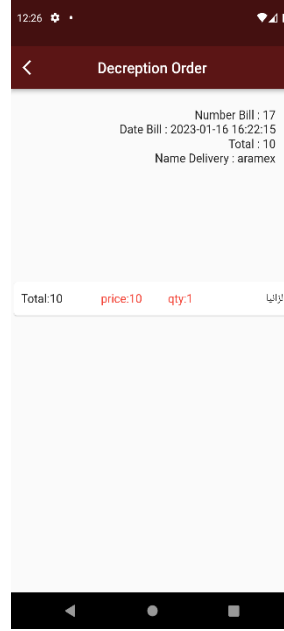 12:26
Decreption Order
Number Bill : 17
Date Bill : 2023-01-16 16:22:15
Total : 10
Name Delivery : aramex
Total:10 price:10 qty:1